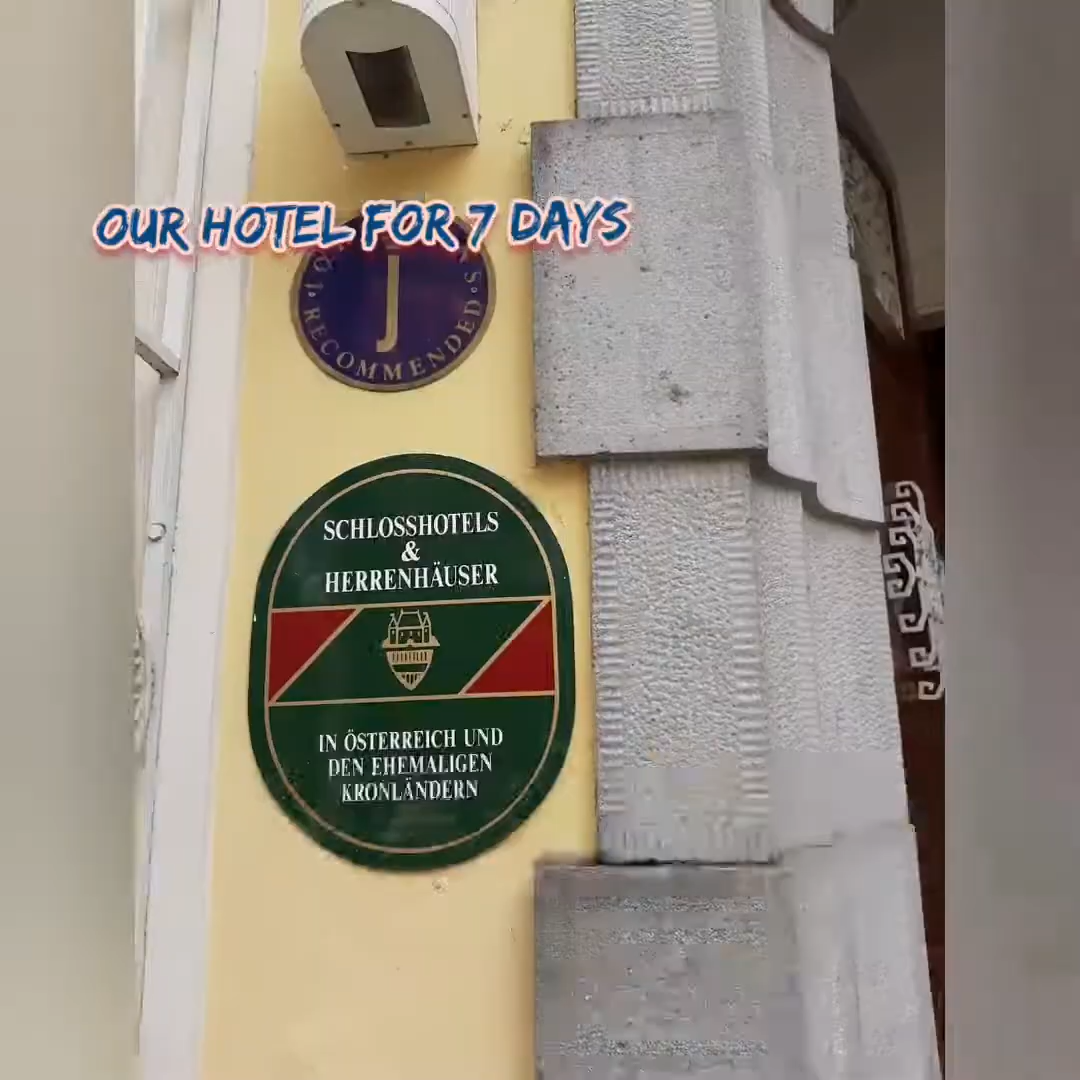 OUR HOTEL FOR 7 DAYS
J
RECOMMENDED
SCHLOSSHOTELS
&
HERRENHÄUSER
IN ÖSTERREICH UND
DEN EHEMALIGEN
KRONLÄNDERN